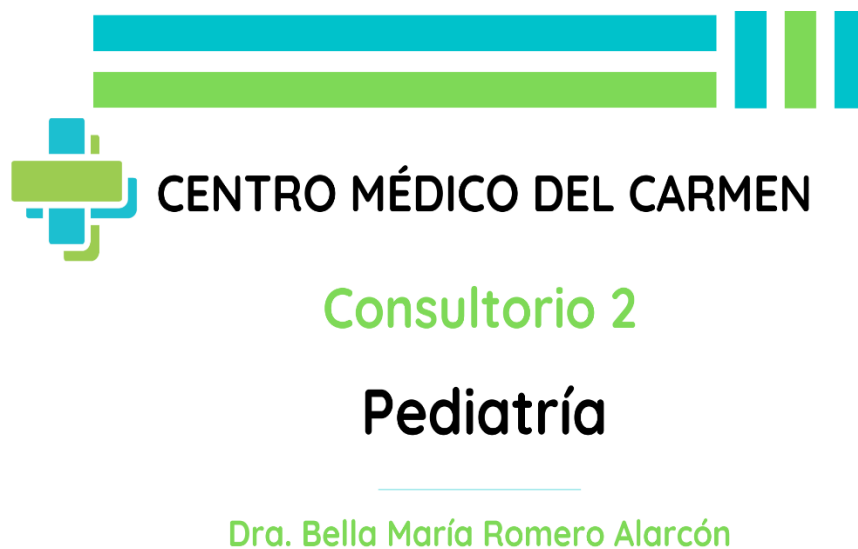 CENTRO MÉDICO DEL CARMEN
Consultorio 2
Pediatría
Dra. Bella María Romero Alarcón